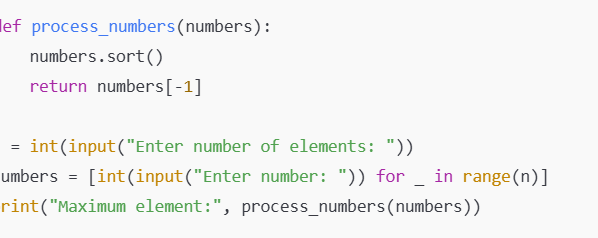 def process_numbers(numbers):
    numbers.sort()
    return numbers[-1]
= int(input("Enter number of elements: "))
umbers = [int(input("Enter number: ")) for _ in range(n)]
rint("Maximum element:", process_numbers(numbers))